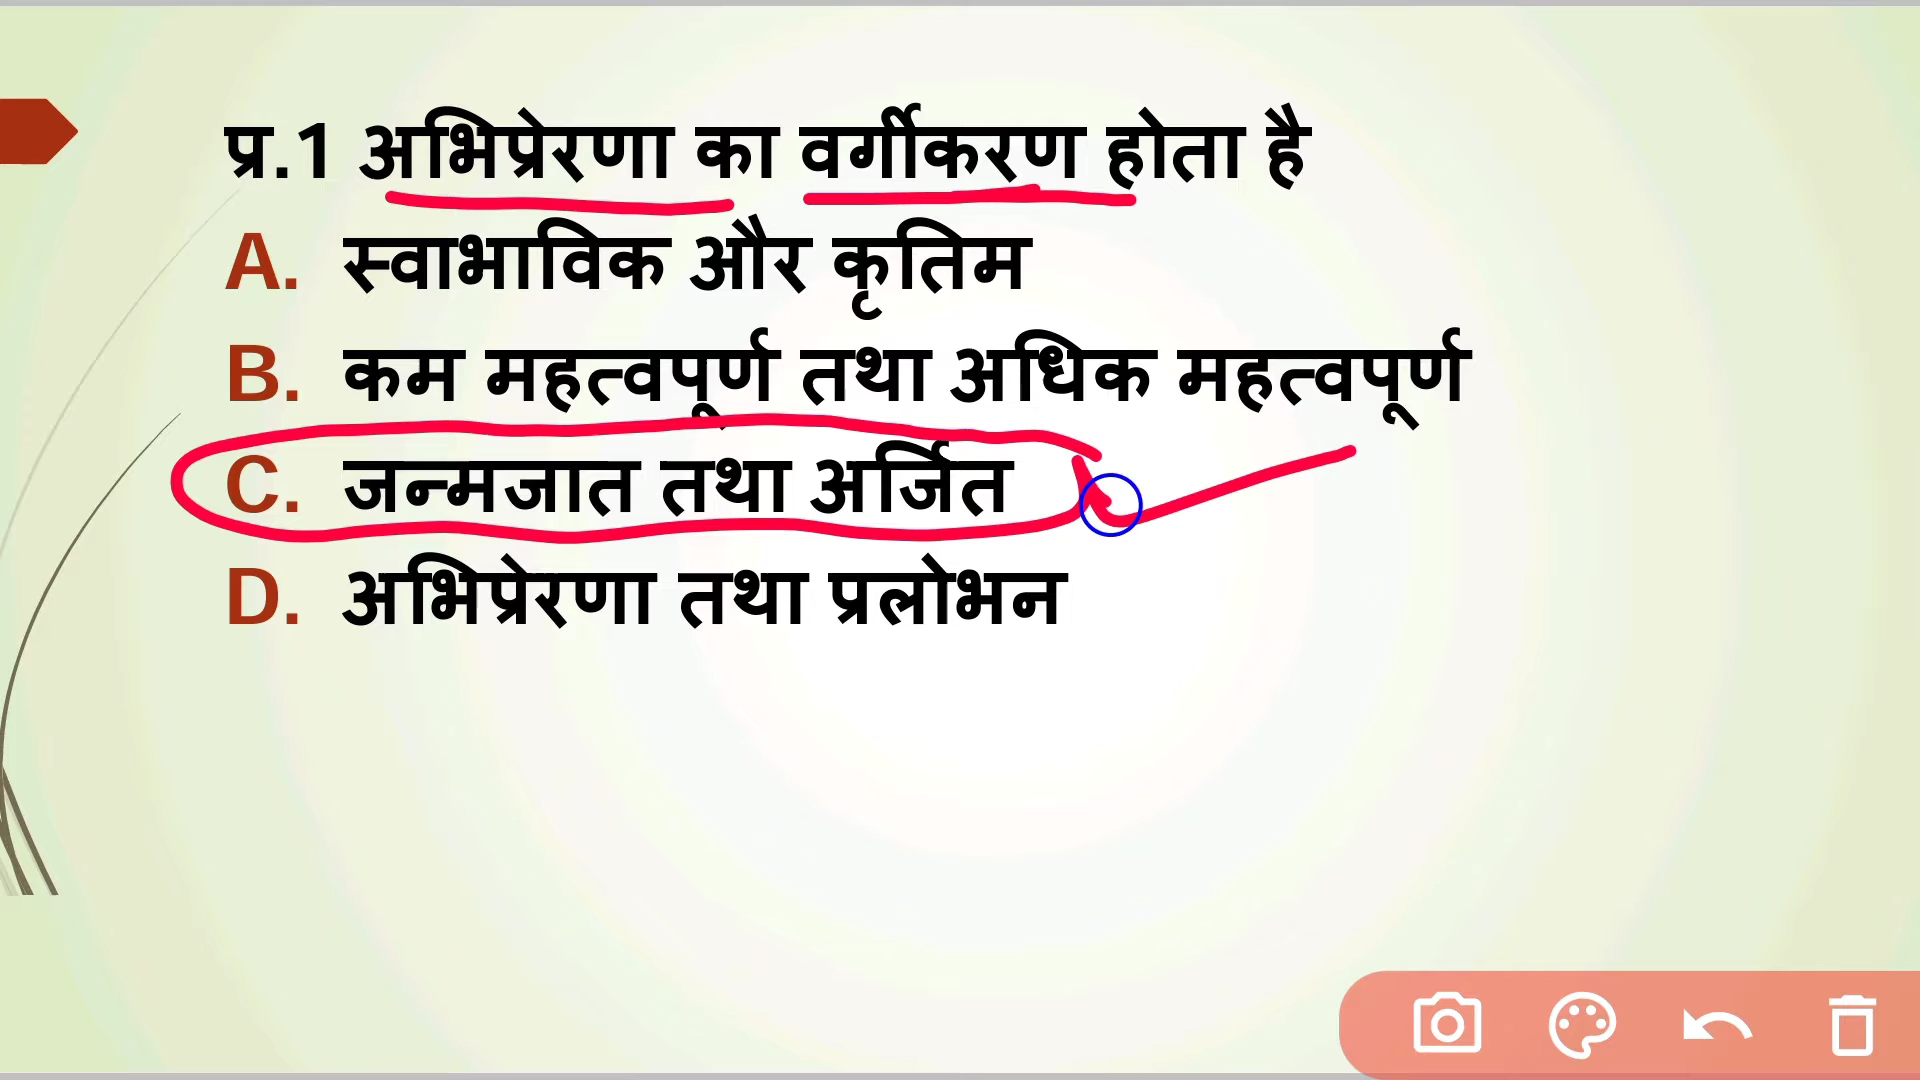 प्र.1 अभिप्रेरणा का वर्गीकरण होता है
A. स्वाभाविक और कृतिम
B. कम महत्वपूर्ण तथा अधिक महत्वपूर्ण
C. जन्मजात तथा अर्जित
D. अभिप्रेरणा तथा प्रलोभन